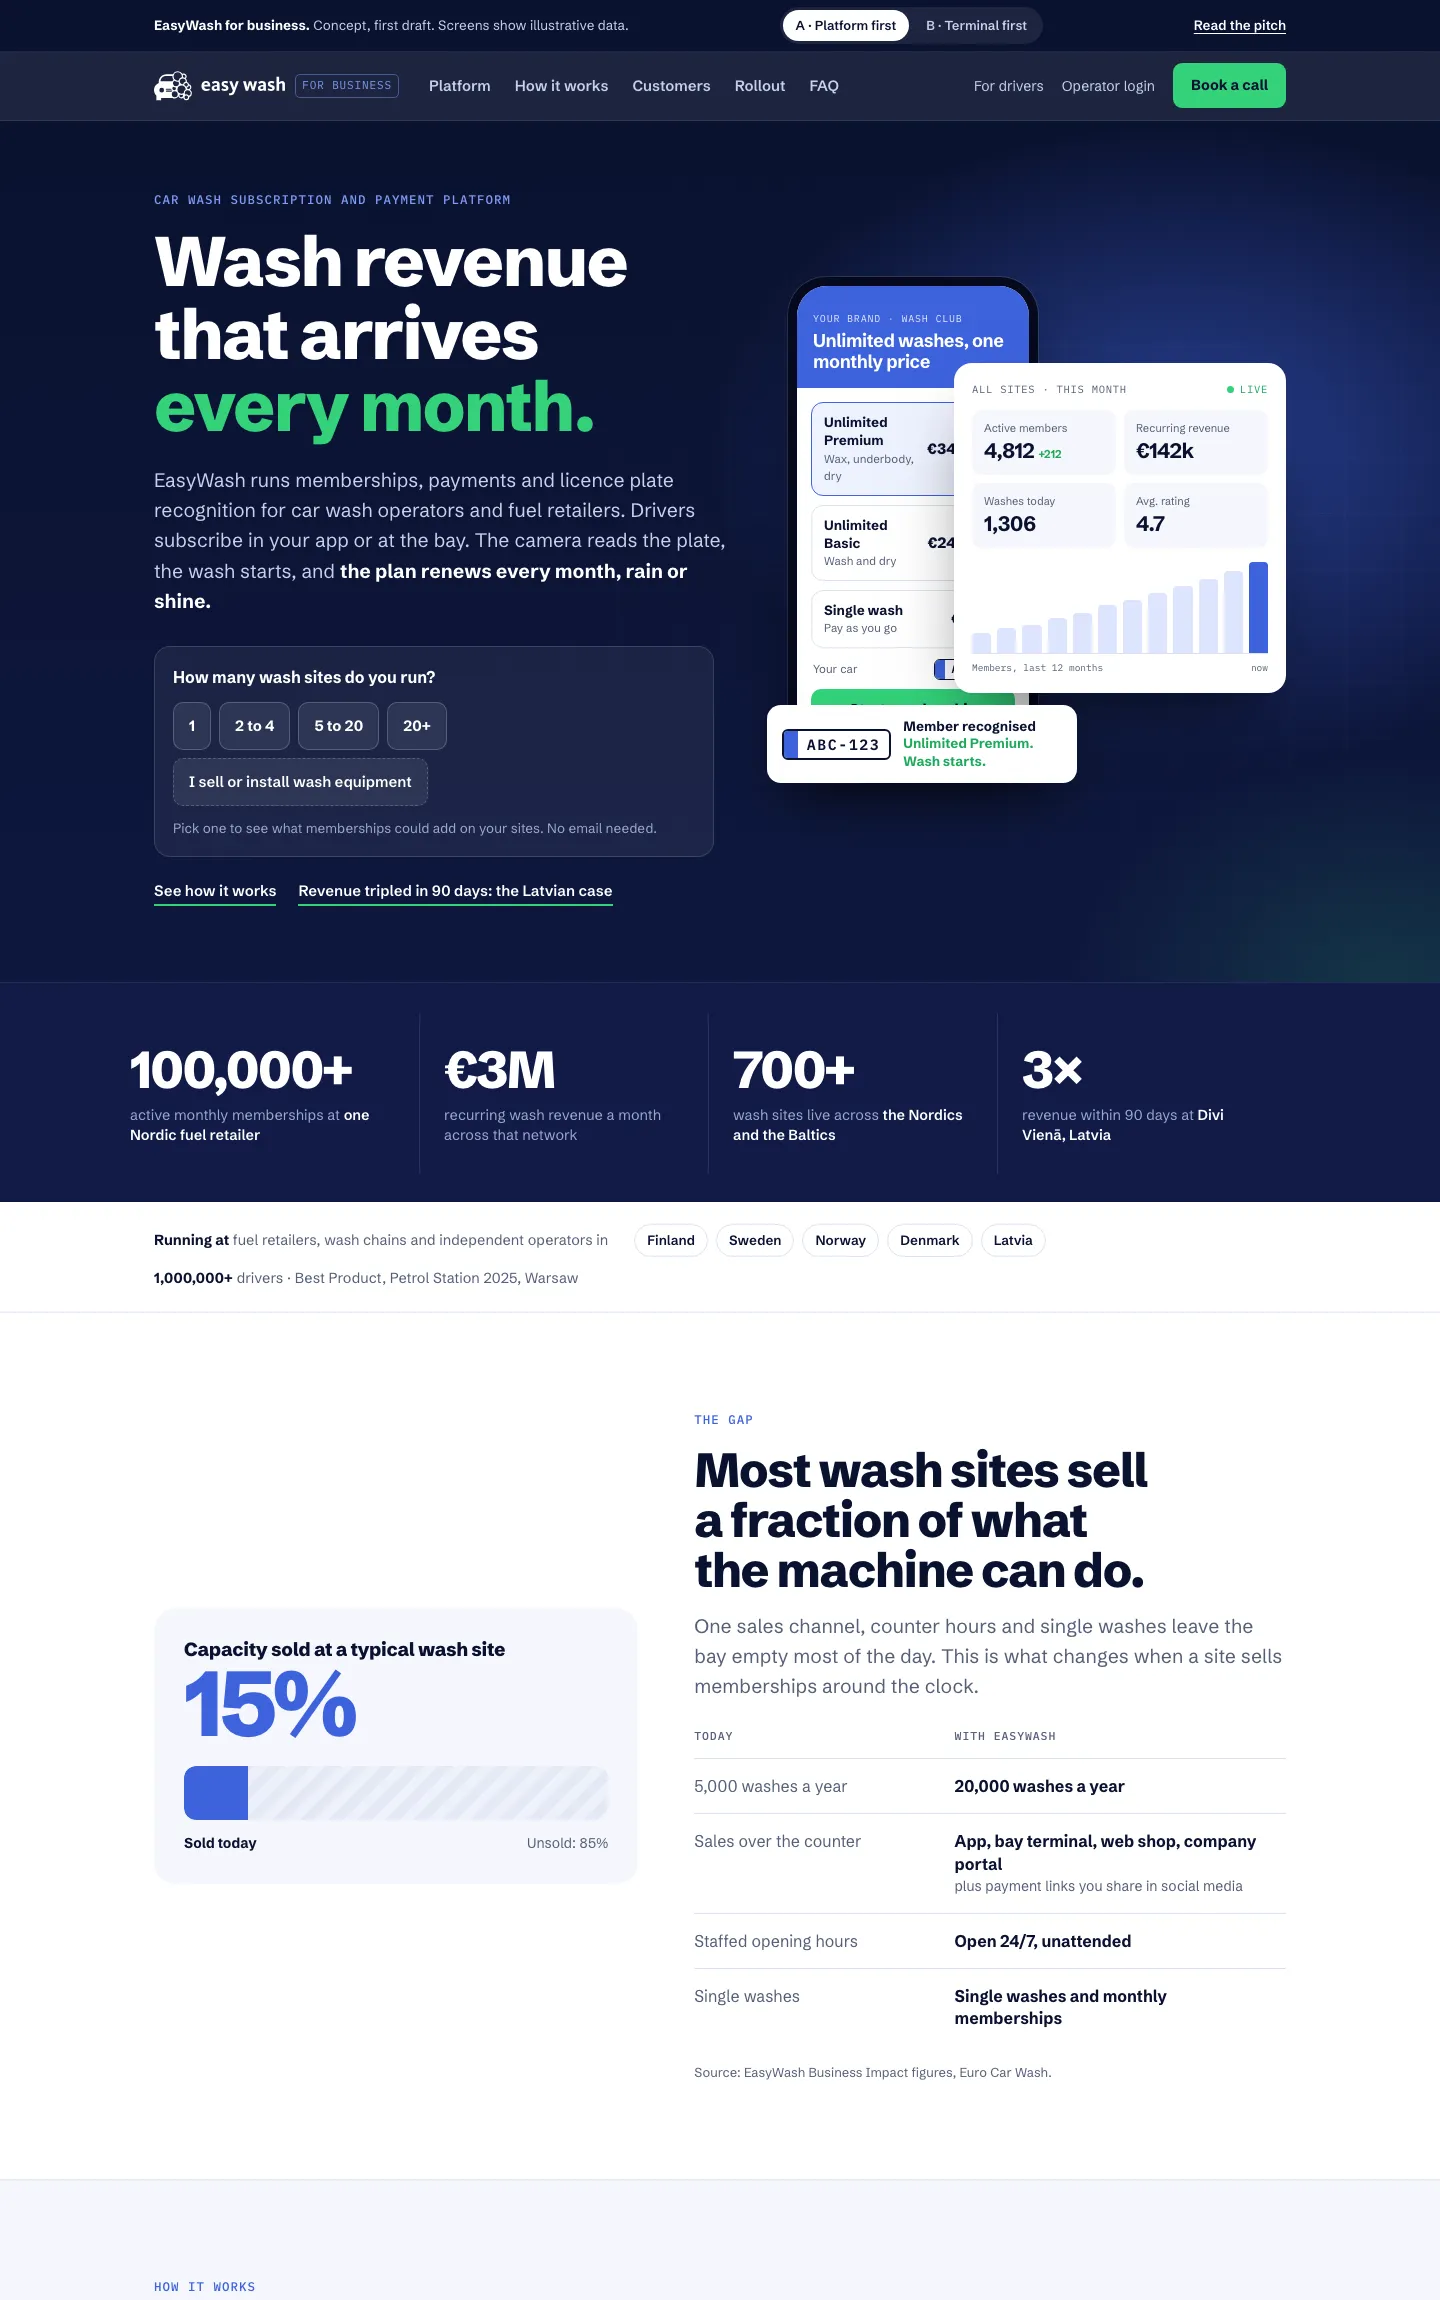 EasyWash for business. Concept, first draft. Screens show illustrative data.
A · Platform first
B · Terminal first
Read the pitch
easy wash
FOR BUSINESS
Platform
How it works
Customers
Rollout
FAQ
For drivers
Operator login
Book a call
CAR WASH SUBSCRIPTION AND PAYMENT PLATFORM
Wash revenue
that arrives
every month.
EasyWash runs memberships, payments and licence plate
recognition for car wash operators and fuel retailers. Drivers
subscribe in your app or at the bay. The camera reads the plate,
the wash starts, and the plan renews every month, rain or
shine.
How many wash sites do you run?
1
2 to 4
5 to 20
20+
I sell or install wash equipment
Pick one to see what memberships could add on your sites. No email needed.
See how it works
Revenue tripled in 90 days: the Latvian case
YOUR BRAND · WASH CLUB
Unlimited washes, one
monthly price
Unlimited
Premium
Wax, underbody,
dry
€34
Unlimited
Basic
Wash and dry
€24
Single wash
Pay as you go
Your car
ALL SITES · THIS MONTH
LIVE
Active members
4,812 +212
Recurring revenue
€142k
Washes today
1,306
Avg. rating
4.7
Members, last 12 months
now
ABC-123
Member recognised
Unlimited Premium.
Wash starts.
100,000+
active monthly memberships at one
Nordic fuel retailer
€3M
recurring wash revenue a month
across that network
700+
wash sites live across the Nordics
and the Baltics
3×
revenue within 90 days at Divi
Vienā, Latvia
Running at fuel retailers, wash chains and independent operators in
Finland
Sweden
Norway
Denmark
Latvia
1,000,000+ drivers · Best Product, Petrol Station 2025, Warsaw
Capacity sold at a typical wash site
15%
Sold today
Unsold: 85%
THE GAP
Most wash sites sell
a fraction of what
the machine can do.
One sales channel, counter hours and single washes leave the
bay empty most of the day. This is what changes when a site sells
memberships around the clock.
TODAY
WITH EASYWASH
5,000 washes a year
20,000 washes a year
Sales over the counter
App, bay terminal, web shop, company
portal
plus payment links you share in social media
Staffed opening hours
Open 24/7, unattended
Single washes
Single washes and monthly
memberships
Source: EasyWash Business Impact figures, Euro Car Wash.
HOW IT WORKS